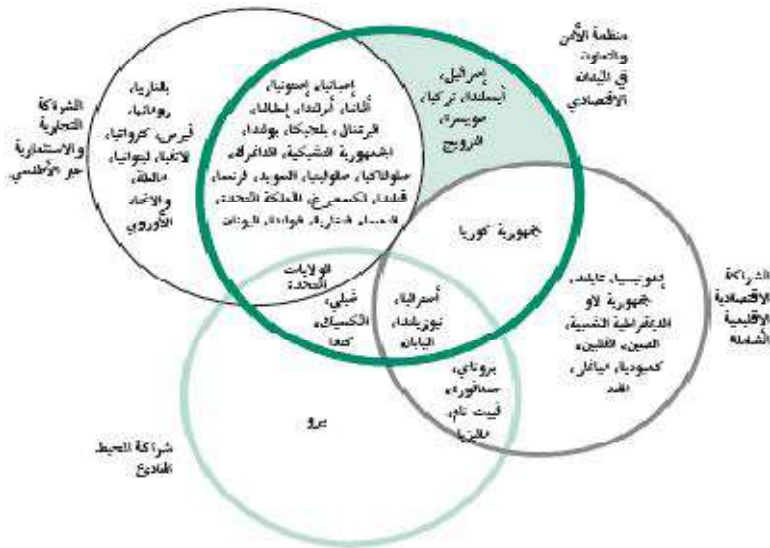 منظمة الأمن
والتعاون
في الميدان
الاقتصادي
إسرائيل،
أيسلندا، تركيا،
سويسرا،
النرويج
إسبانيا، إستونيا،
ألمانيا، أيرلندا، إيطاليا،
البرتغال، بلجيكا، بولندا،
الجمهورية التشيكية، الدانمرك،
سلوفاكيا، سلوفينيا، السويد، فرنسا،
فنلندا، لكسمبرغ، المملكة المتحدة،
النمسا، هنغاريا، هولندا، اليونان
بلغاريا،
رومانيا،
قبرص، كرواتيا،
لاتفيا، ليتوانيا،
مالطة،
والاتحاد
الأوروبي
الشراكة
التجارية
والاستثمارية
عبر الأطلسي
جمهورية كوريا
الولايات
المتحدة
شيلي،
المكسيك،
كندا
أستراليا،
نيوزيلندا،
اليابان
إندونيسيا، تايلند،
جمهورية لاو
الديمقراطية الشعبية،
الصين، الفلبين،
كمبوديا، ميانمار،
الهند
الشراكة
الاقتصادية
الإقليمية
الشاملة
بروناي،
سنغافورة،
فييت نام،
ماليزيا
بيرو
شراكة المحيط
الهادئ